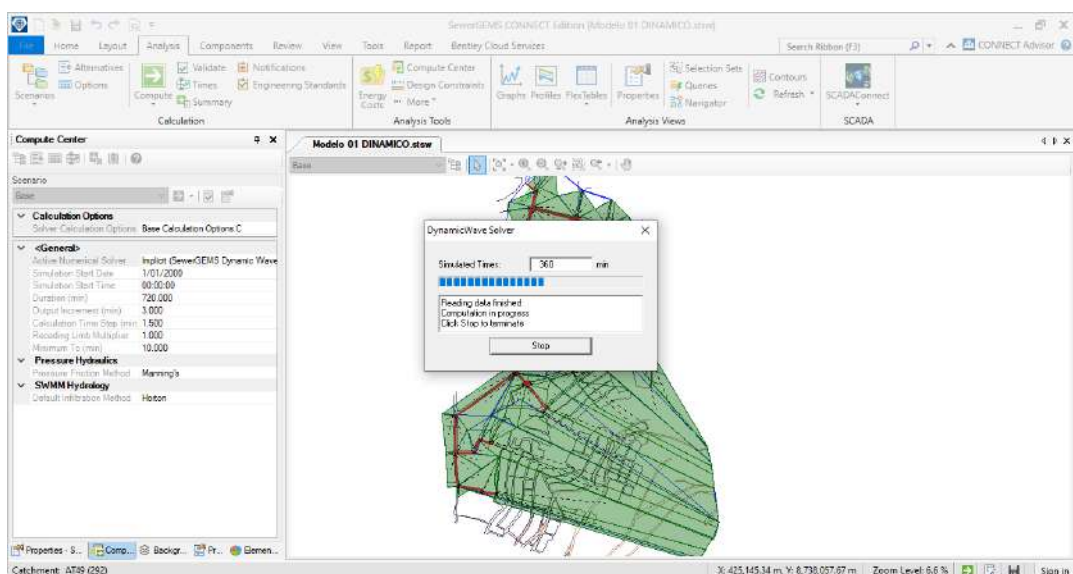 SewerGEMS CONNECT Edition [Modelo 01 DINAMICO.stsw]
File Home Layout Analysis Components Review View Tools Report Bentley Cloud Services Search Ribbon (F3) CONNECT Advisor
Scenarios
Alternatives
Options
Compute
Validate
Times
Summary
Notifications
Engineering Standards
Calculation
Energy Costs
Compute Center
Design Constraints
More
Analysis Tools
Graphs Profiles FlexTables Properties
Selection Sets
Queries
Navigator
Contours
Refresh
Analysis Views
SCADAConnect
SCADA
Compute Center
Scenario
Base
Calculation Options
Solver Calculation Options Base Calculation Options C
<General>
Active Numerical Solver Implicit (SewerGEMS Dynamic Wave
Simulation Start Date 1/01/2000
Simulation Start Time 00:00:00
Duration (min) 720.000
Output Increment (min) 3.000
Calculation Time Step (min 1.500
Receding Limb Multiplier 1.000
Minimum Tc (min) 10.000
Pressure Hydraulics
Pressure Friction Method Manning's
SWMM Hydrology
Default Infiltration Method Horton
Modelo 01 DINAMICO.stsw
Base
DynamicWave Solver
Simulated Times: 360 min
Reading data finished
Computation in progress
Click Stop to terminate
Stop
Properties - S... Comp... Backgr... Pr... Elemen...
Catchment: AT49 (292)
X: 425,145.34 m, Y: 8,738,057.67 m Zoom Level: 6.6 % Sign in